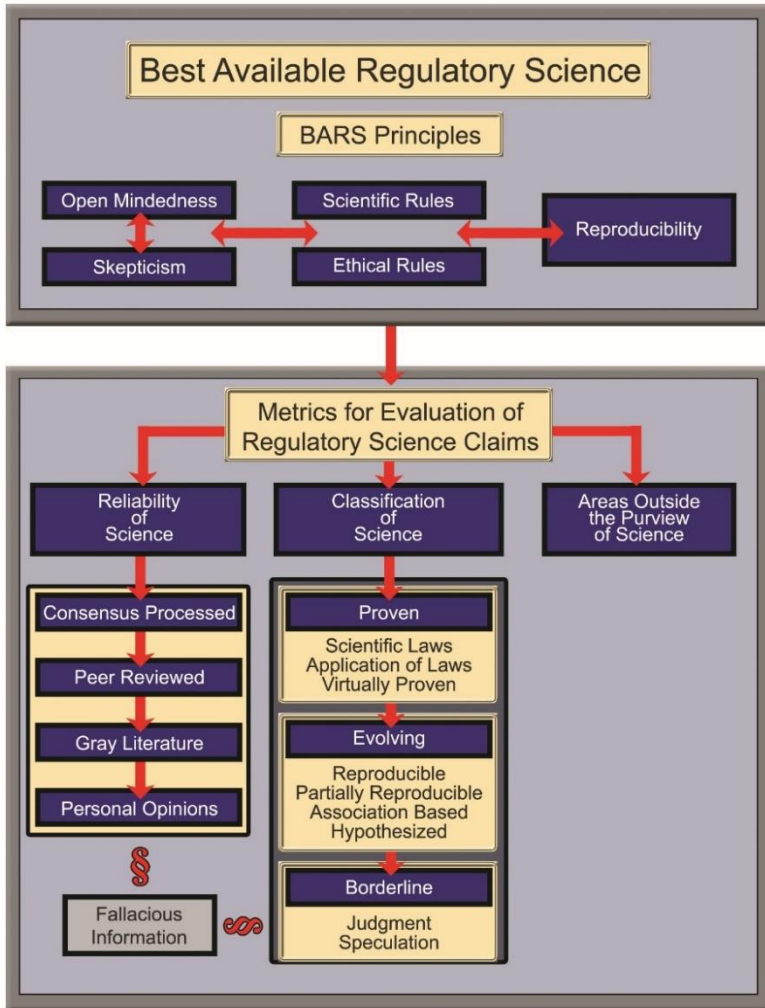 Best Available Regulatory Science
BARS Principles
Open Mindedness
Skepticism
Scientific Rules
Ethical Rules
Reproducibility
Metrics for Evaluation of
Regulatory Science Claims
Reliability
of
Science
Consensus Processed
Peer Reviewed
Gray Literature
Personal Opinions
§
Fallacious
Information
§
Classification
of
Science
Proven
Scientific Laws
Application of Laws
Virtually Proven
Evolving
Reproducible
Partially Reproducible
Association Based
Hypothesized
Borderline
Judgment
Speculation
Areas Outside
the Purview
of Science